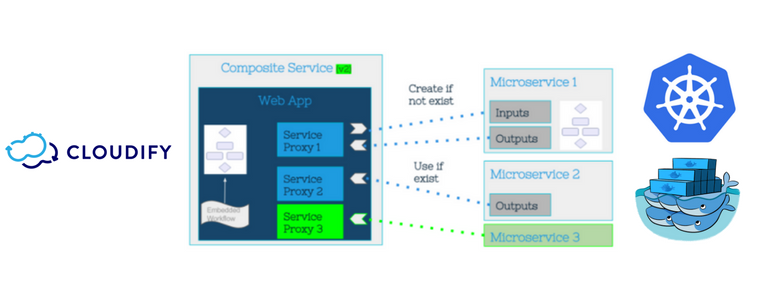 CLOUDIFY
Composite Service (v2)
Web App
Service
Proxy 1
Service
Proxy 2
Service
Proxy 3
Embedded
Workflow
Create if
not exist
Use if
exist
Microservice 1
Inputs
Outputs
Microservice 2
Outputs
Microservice 3